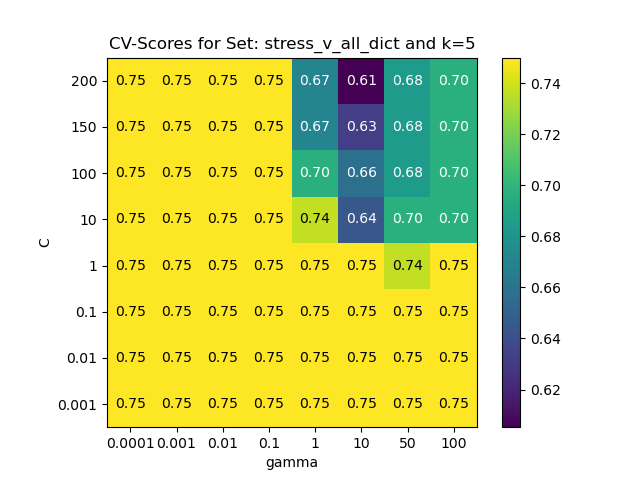 CV-Scores for Set: stress_v_all_dict and k=5
200 0.75 0.75 0.75 0.75 0.67 0.61 0.68 0.70
150 0.75 0.75 0.75 0.75 0.67 0.63 0.68 0.70
100 0.75 0.75 0.75 0.75 0.70 0.66 0.68 0.70
10 0.75 0.75 0.75 0.75 0.74 0.64 0.70 0.70
1 0.75 0.75 0.75 0.75 0.75 0.75 0.74 0.75
0.1 0.75 0.75 0.75 0.75 0.75 0.75 0.75 0.75
0.01 0.75 0.75 0.75 0.75 0.75 0.75 0.75 0.75
0.001 0.75 0.75 0.75 0.75 0.75 0.75 0.75 0.75
C
0.0001 0.001 0.01 0.1 1 10 50 100
gamma
0.74
0.72
0.70
0.68
0.66
0.64
0.62